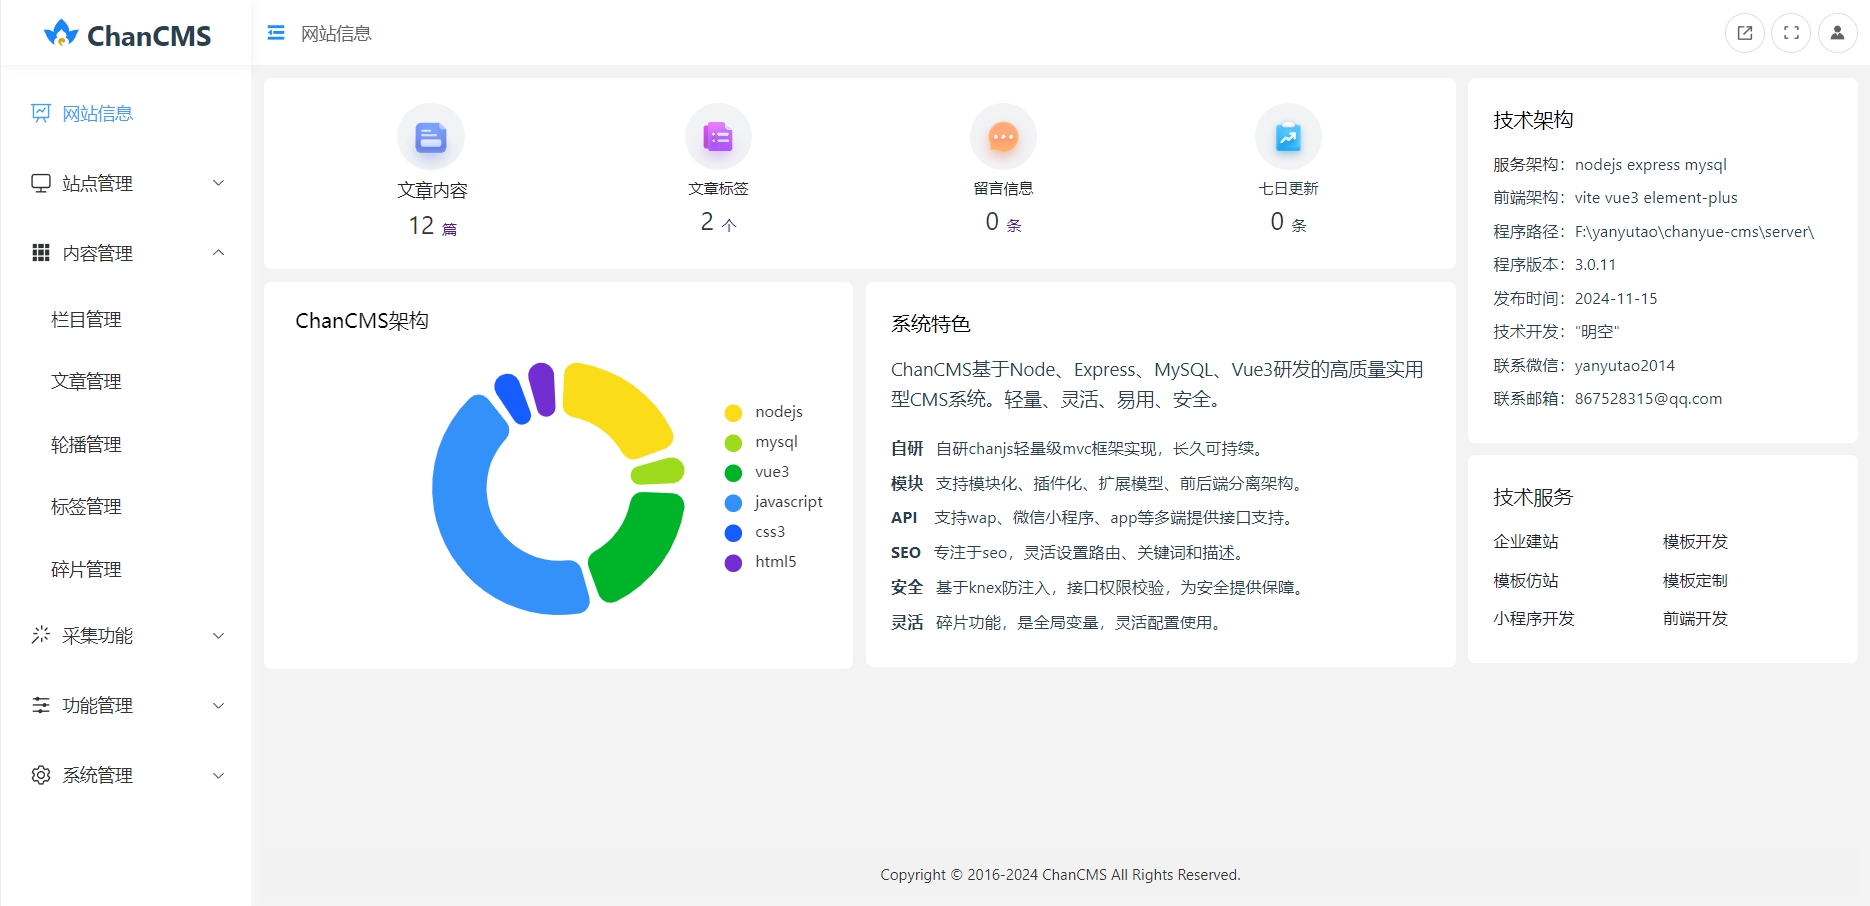 ChanCMS
网站信息
网站信息
站点管理
内容管理
栏目管理
文章管理
轮播管理
标签管理
碎片管理
采集功能
功能管理
系统管理
文章内容
12 篇
文章标签
2 个
留言信息
0 条
七日更新
0 条
ChanCMS架构
nodejs
mysql
vue3
javascript
css3
html5
系统特色
ChanCMS基于Node、Express、MySQL、Vue3研发的高质量实用
型CMS系统。轻量、灵活、易用、安全。
自研 自研chanjs轻量级mvc框架实现，长久可持续。
模块 支持模块化、插件化、扩展模型、前后端分离架构。
API 支持wap、微信小程序、app等多端提供接口支持。
SEO 专注于seo，灵活设置路由、关键词和描述。
安全 基于knex防注入，接口权限校验，为安全提供保障。
灵活 碎片功能，是全局变量，灵活配置使用。
技术架构
服务架构：nodejs express mysql
前端架构：vite vue3 element-plus
程序路径：F:\yanyutao\chanyue-cms\server\
程序版本：3.0.11
发布时间：2024-11-15
技术开发："明空"
联系微信：yanyutao2014
联系邮箱：867528315@qq.com
技术服务
企业建站 模板开发
模板仿站 模板定制
小程序开发 前端开发
Copyright © 2016-2024 ChanCMS All Rights Reserved.